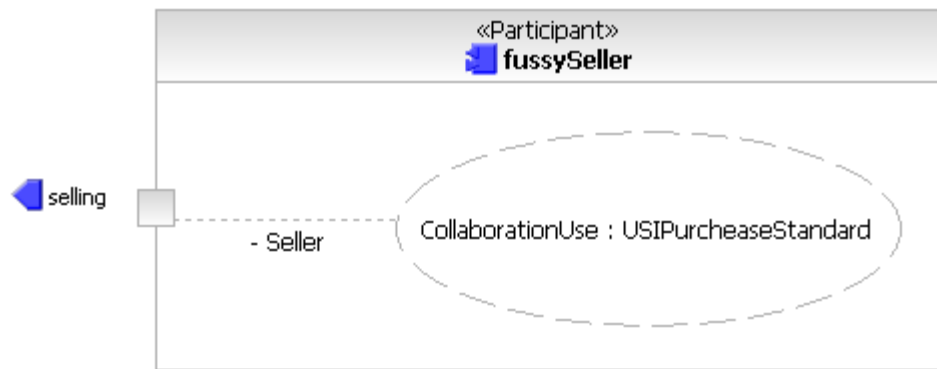 «Participant»
fussySeller
selling
CollaborationUse : USIPurcheaseStandard
- Seller